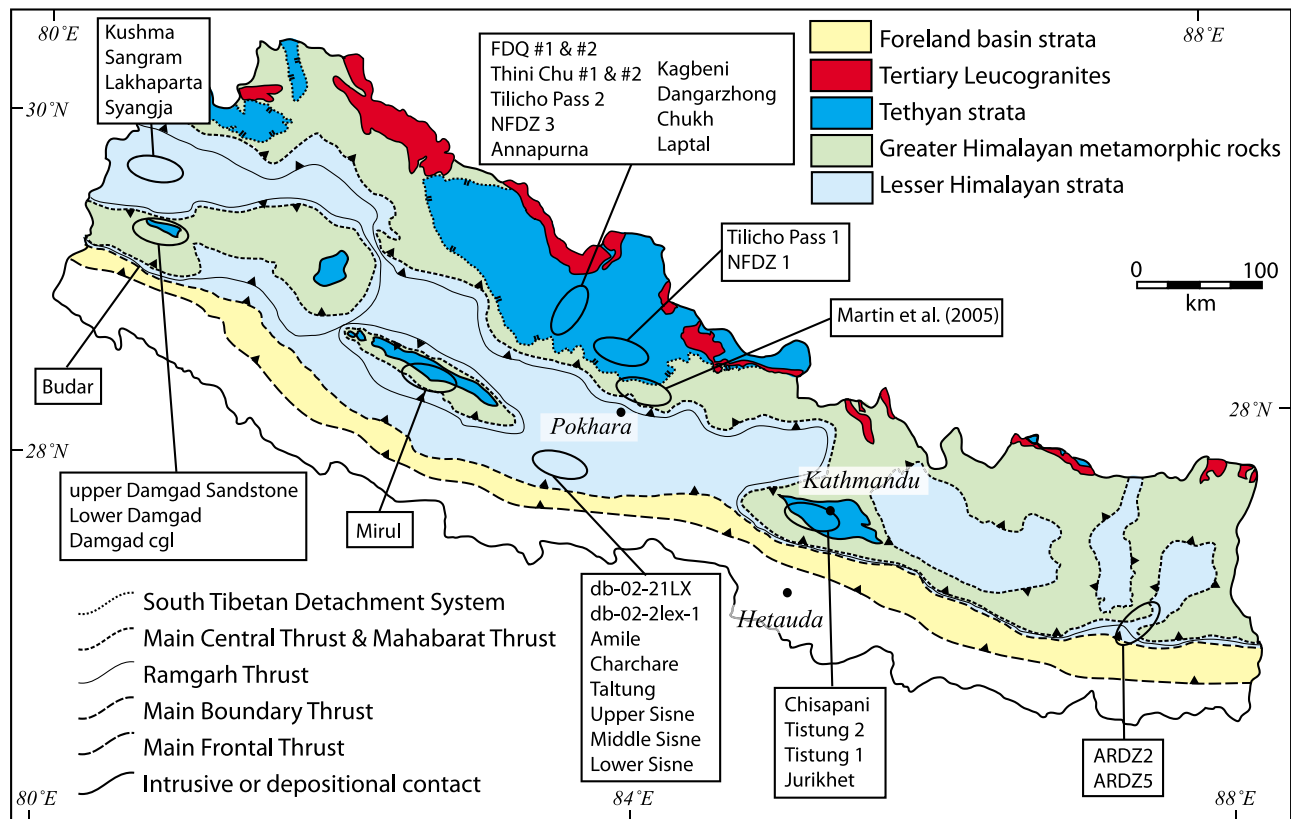 80˚E
88˚E
30˚N
28˚N
28˚N
80˚E
84˚E
88˚E
Kushma
Sangram
Lakhaparta
Syangja
FDQ #1 & #2
Thini Chu #1 & #2
Tilicho Pass 2
NFDZ 3
Annapurna
Kagbeni
Dangarzhong
Chukh
Laptal
Foreland basin strata
Tertiary Leucogranites
Tethyan strata
Greater Himalayan metamorphic rocks
Lesser Himalayan strata
Tilicho Pass 1
NFDZ 1
0 100
km
Martin et al. (2005)
Budar
Pokhara
Kathmandu
Hetauda
upper Damgad Sandstone
Lower Damgad
Damgad cgl
Mirul
db-02-21LX
db-02-2lex-1
Amile
Charchare
Taltung
Upper Sisne
Middle Sisne
Lower Sisne
Chisapani
Tistung 2
Tistung 1
Jurikhet
ARDZ2
ARDZ5
South Tibetan Detachment System
Main Central Thrust & Mahabarat Thrust
Ramgarh Thrust
Main Boundary Thrust
Main Frontal Thrust
Intrusive or depositional contact